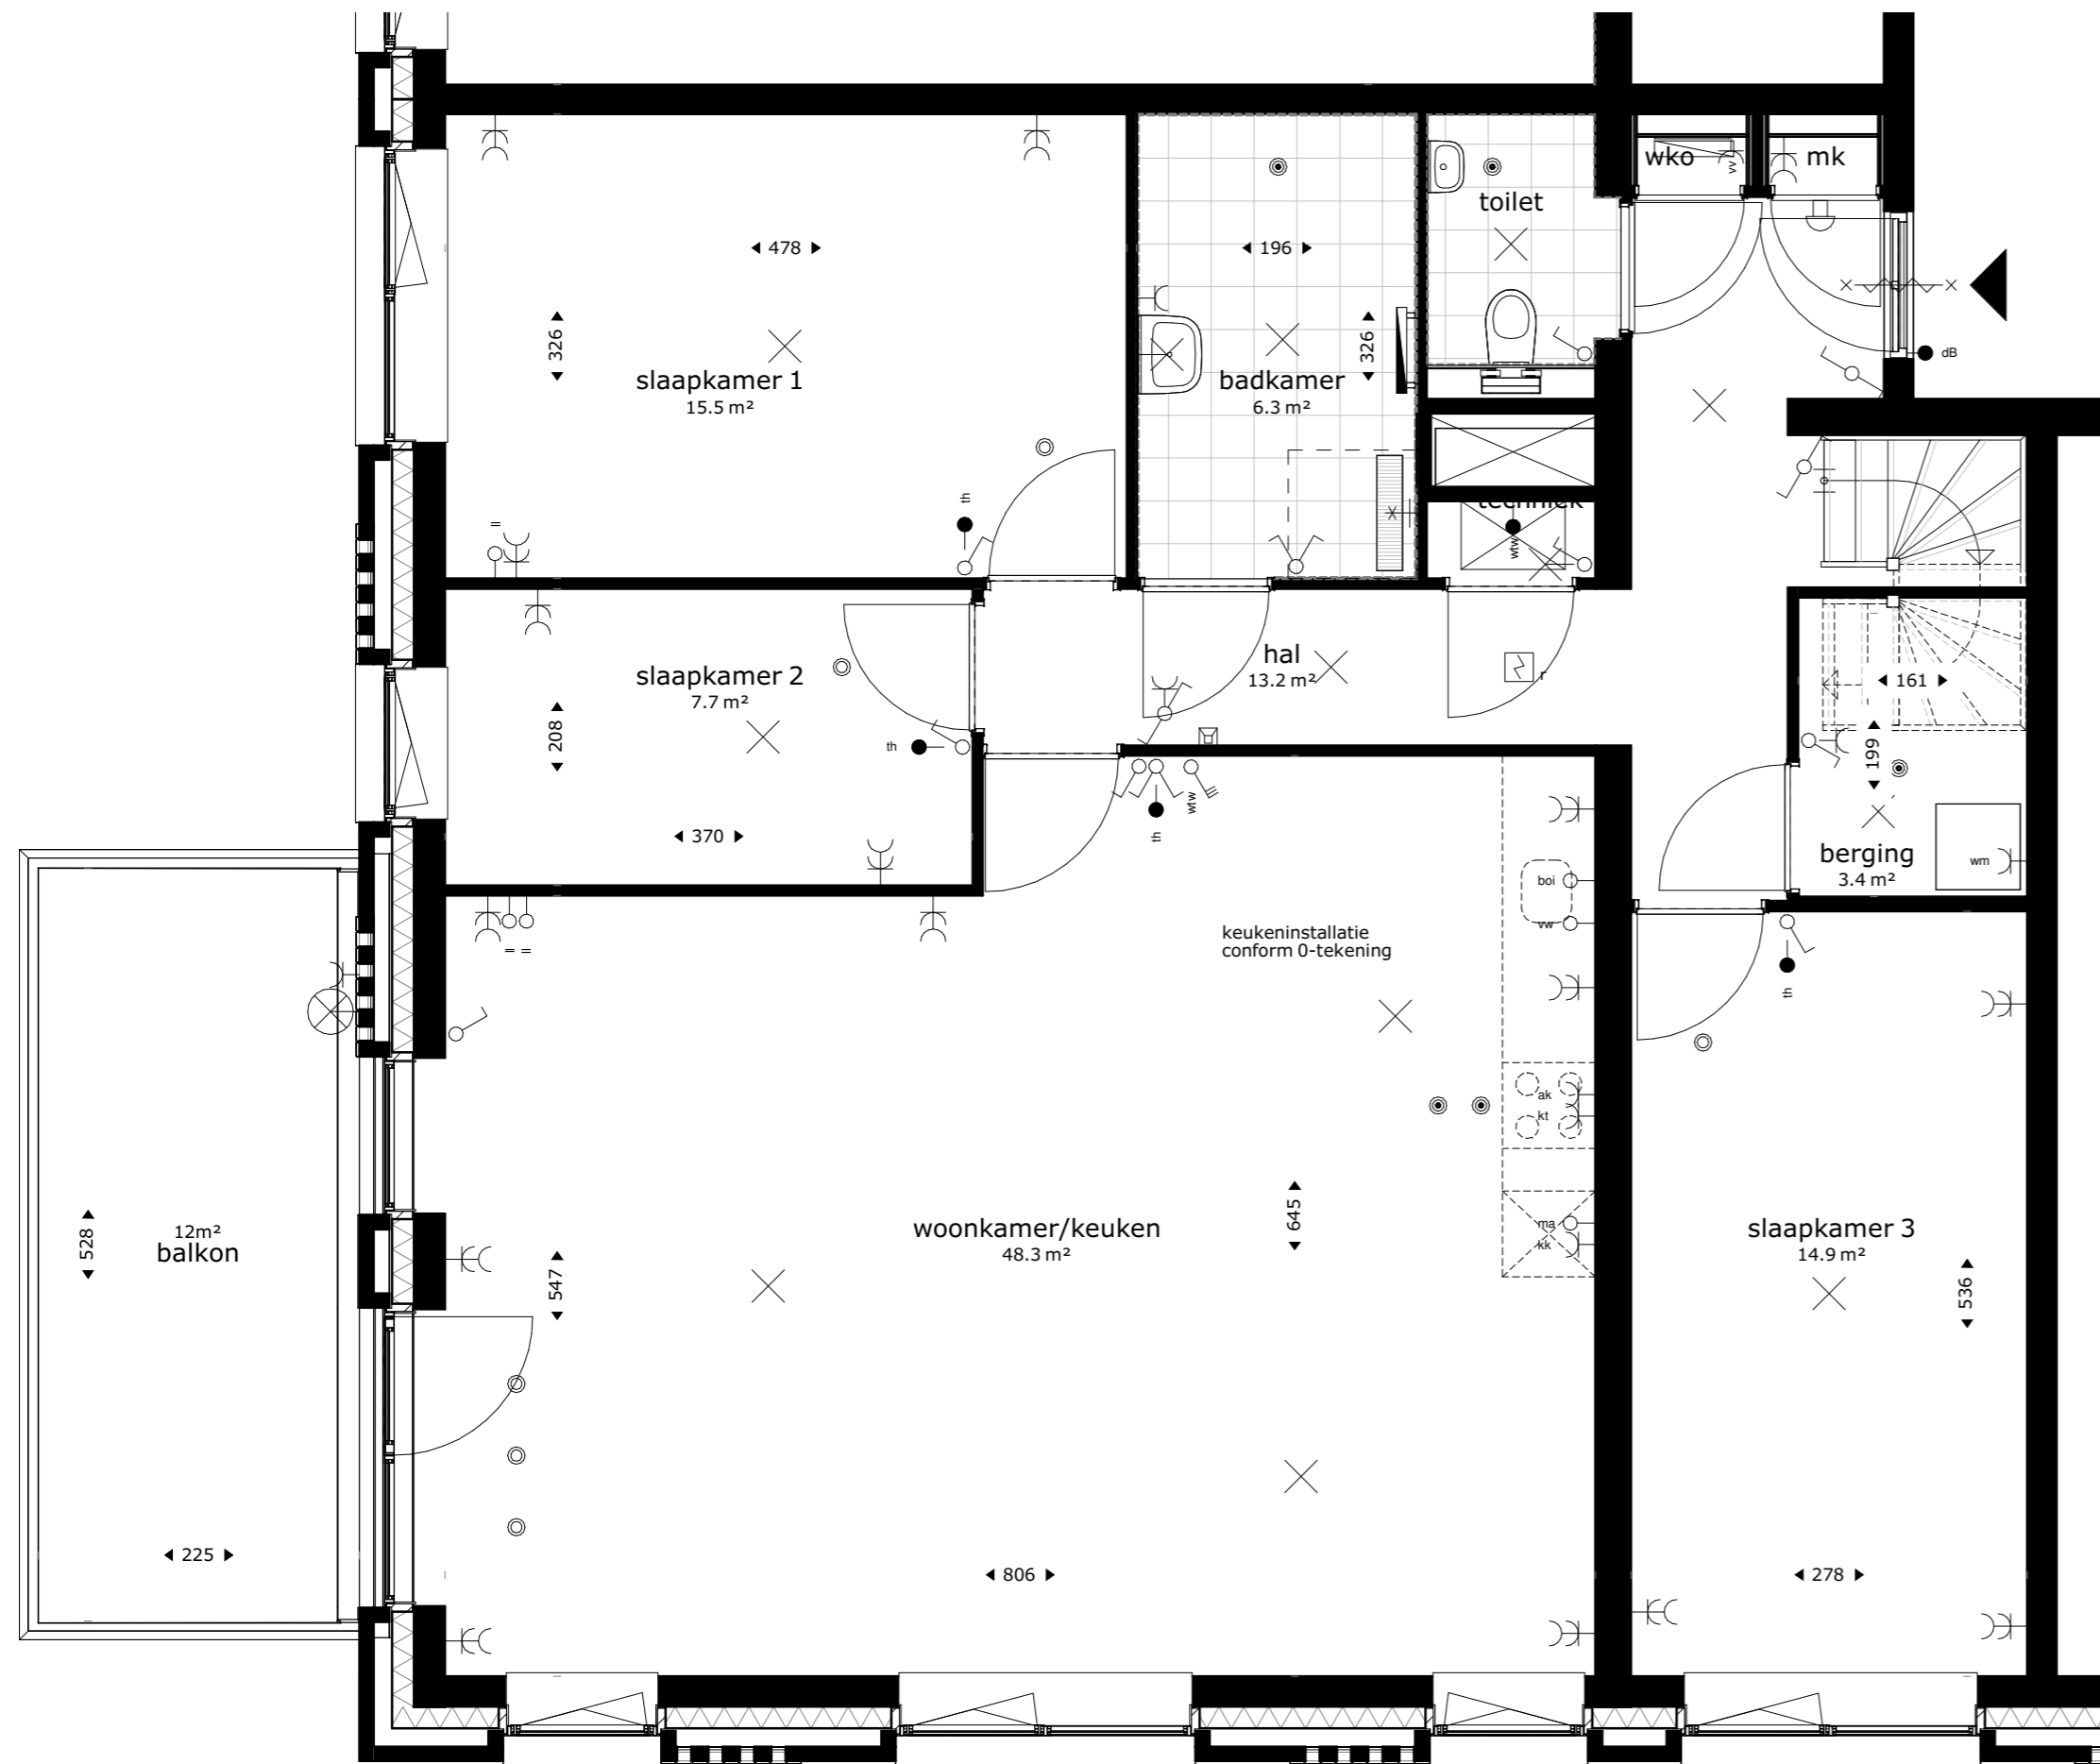 wko
vv
mk
toilet
478
196
326
326
slaapkamer 1
15.5 m²
badkamer
6.3 m²
dB
th
=
techniek
wtw
slaapkamer 2
7.7 m²
hal
13.2 m²
r
161
208
th
199
370
th
wtw
berging
3.4 m²
wm
boi
vw
keukeninstallatie
conform 0-tekening
= =
th
ak
kt
528
12m²
balkon
547
woonkamer/keuken
48.3 m²
645
ma
kk
slaapkamer 3
14.9 m²
536
225
806
278